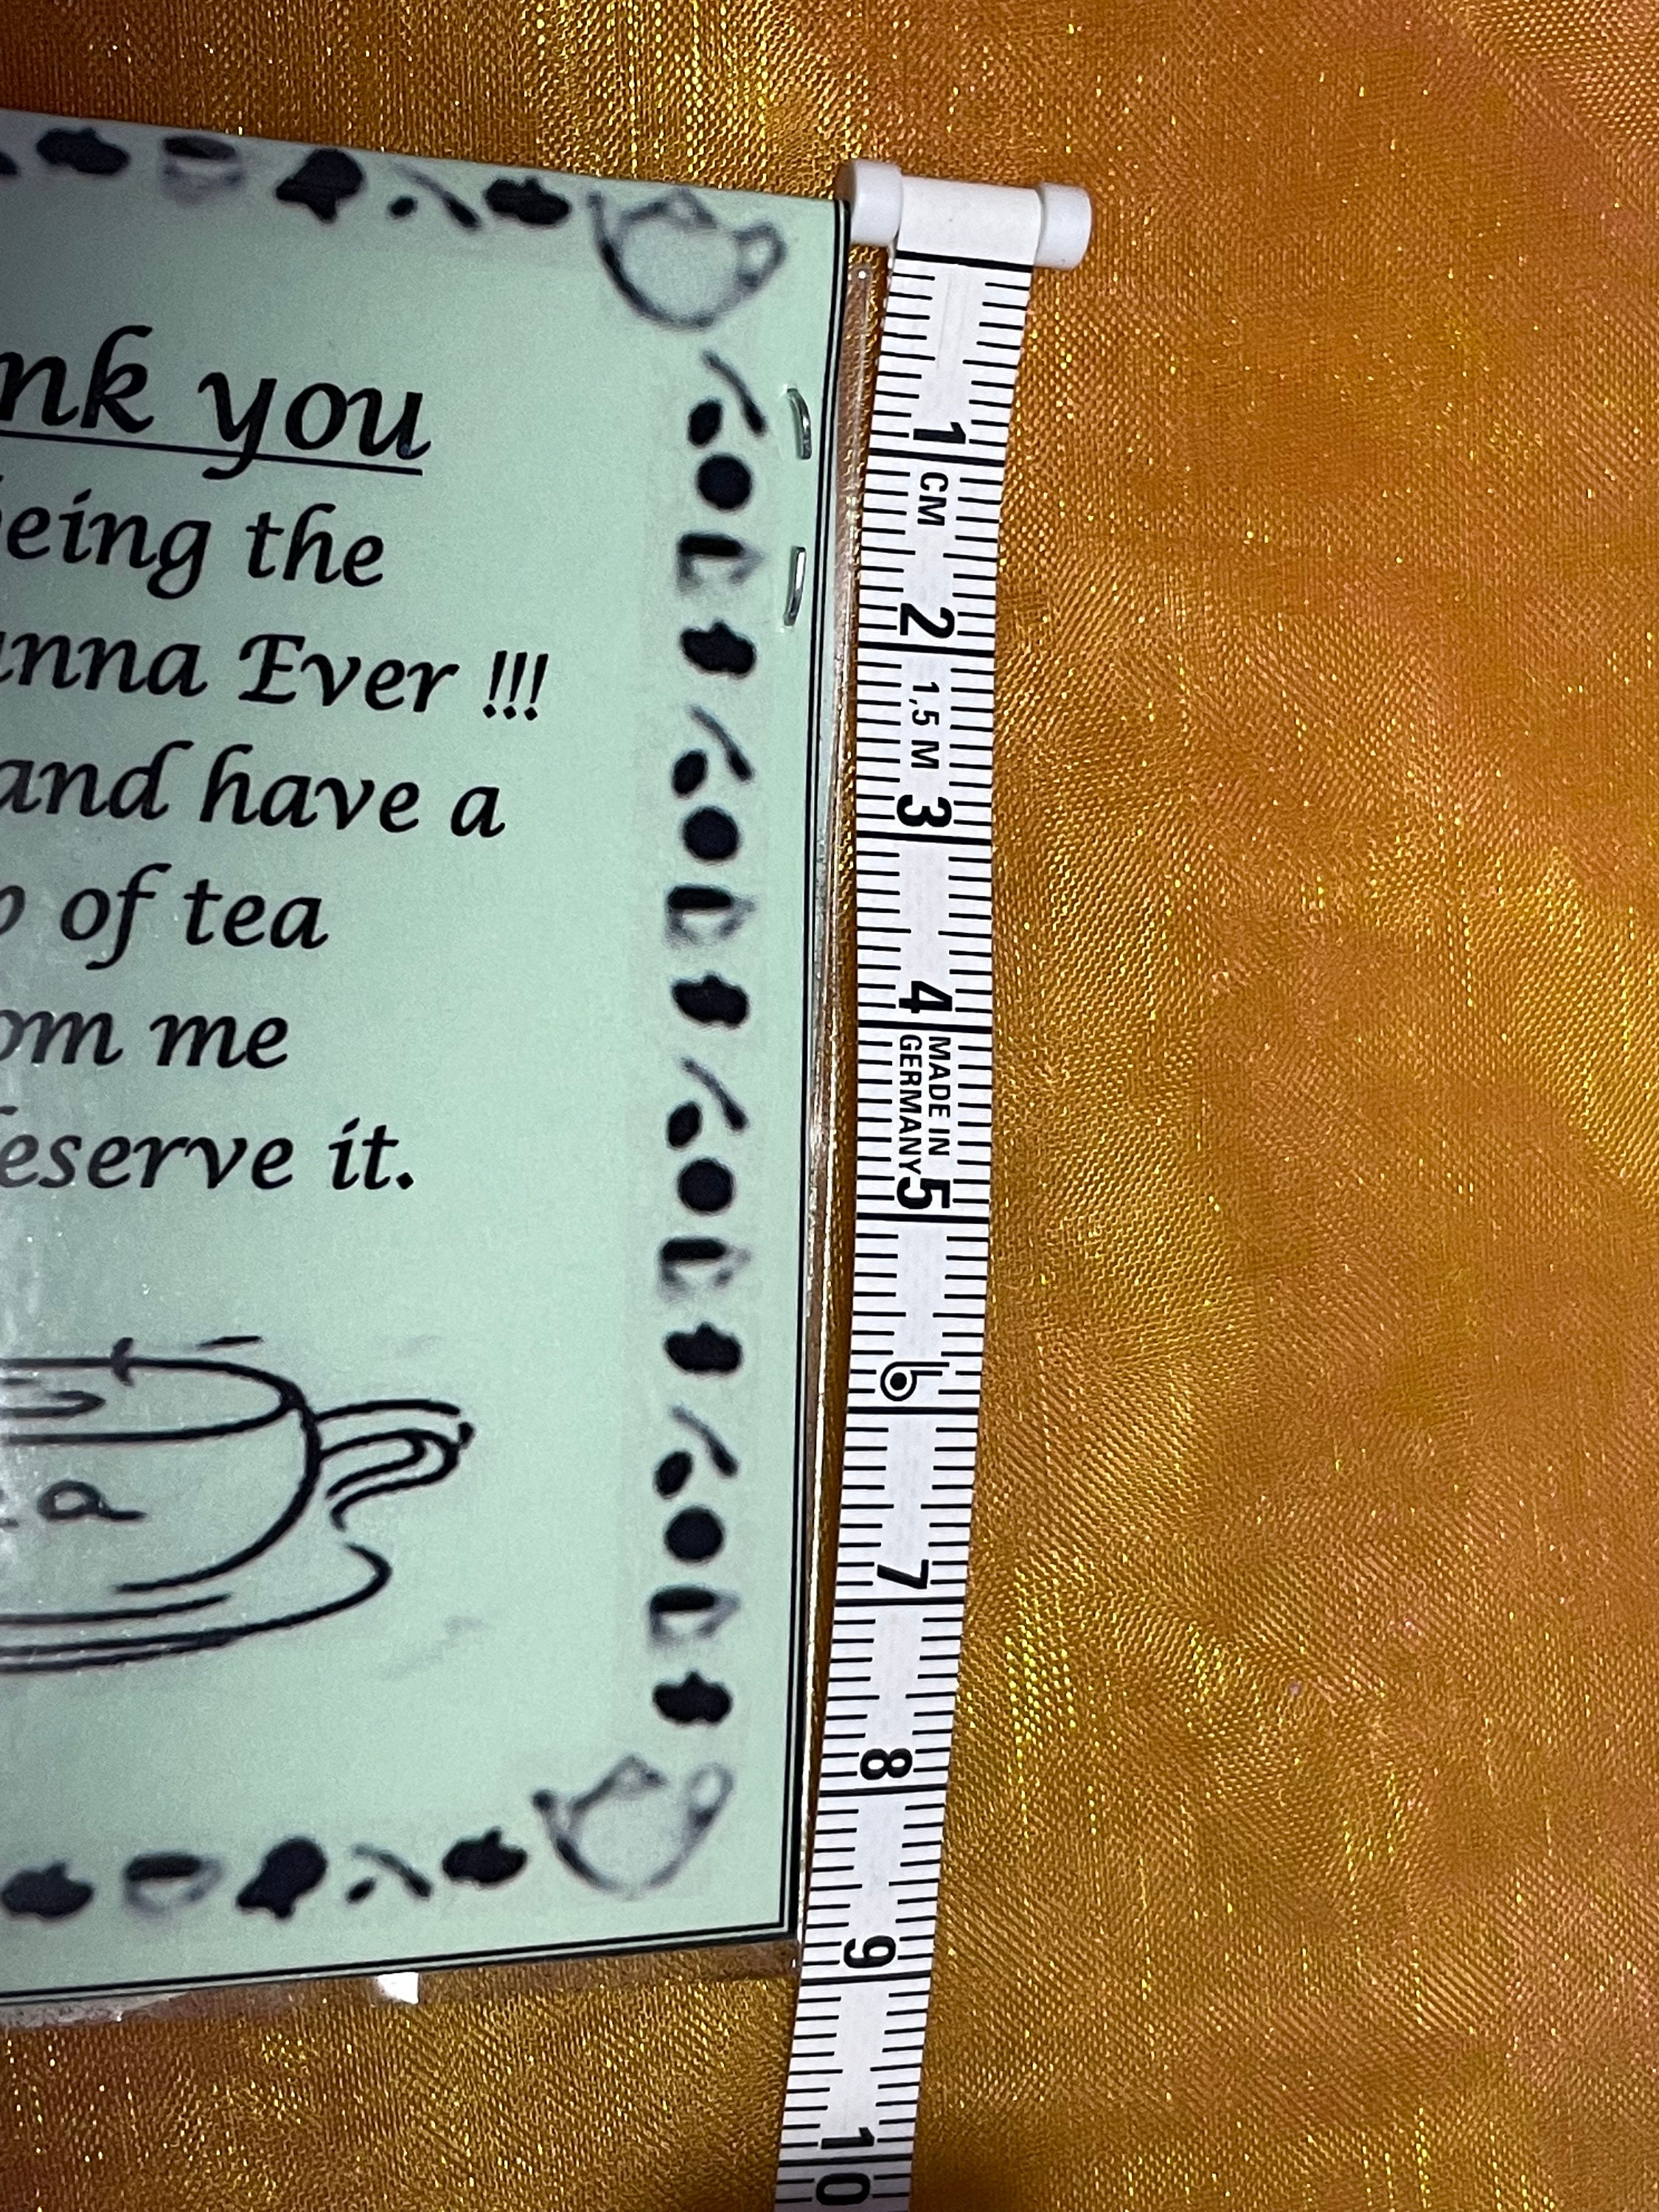 nk you
eing the
nna Ever !!!
and have a
of tea
om me
eserve it.
1
CM
2
1,5 M
3
4
MADE IN
GERMANY
5
6
7
8
9
10